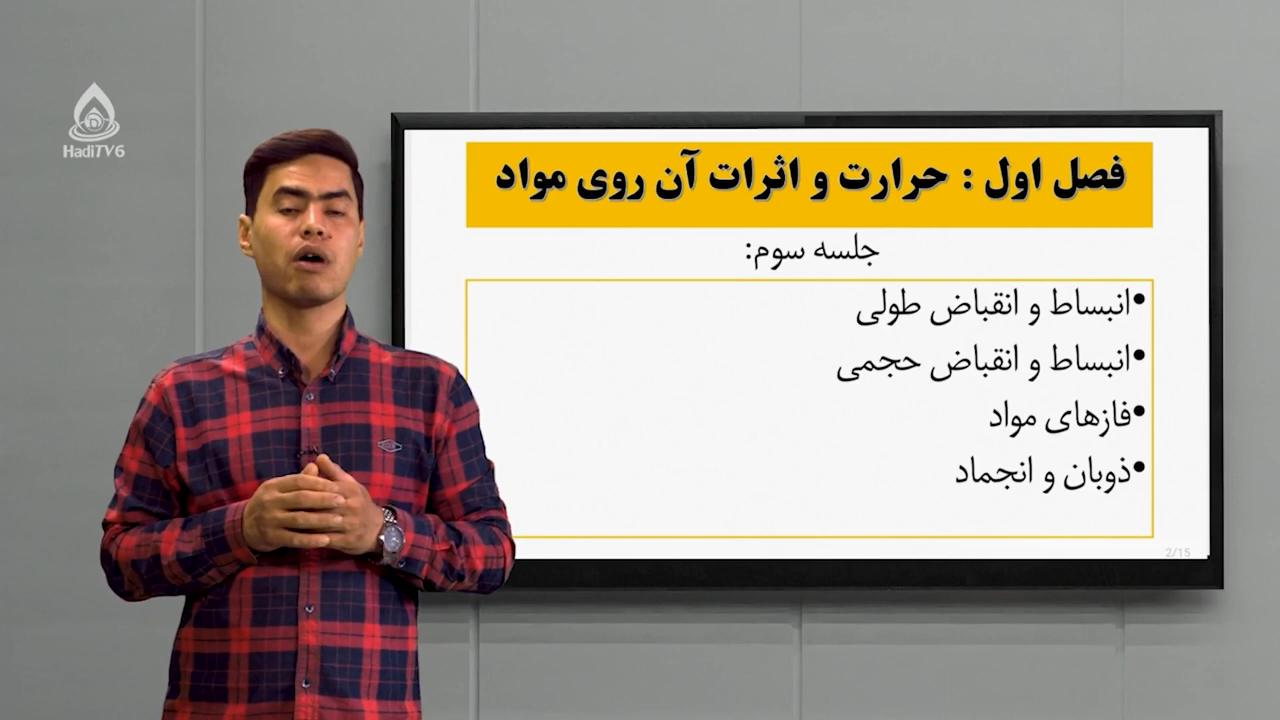 HadiTV6
فصل اول : حرارت و اثرات آن روی مواد
جلسه سوم:
•انبساط و انقباض طولی
•انبساط و انقباض حجمی
•فازهای مواد
•ذوبان و انجماد
2/15